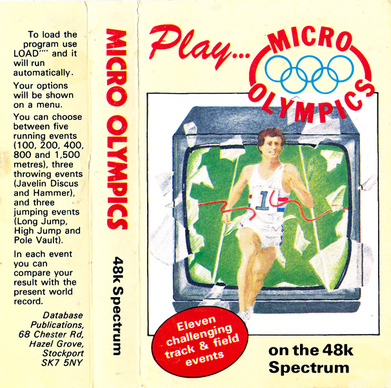 To load the
program use
LOAD"" and it
will run
automatically.
Your options
will be shown
on a menu.
You can choose
between five
running events
(100, 200, 400,
800 and 1,500
metres), three
throwing events
(Javelin Discus
and Hammer),
and three
jumping events
(Long Jump,
High Jump and
Pole Vault).
In each event
you can
compare your
result with the
present world
record.
Database
Publications,
68 Chester Rd,
Hazel Grove,
Stockport
SK7 5NY
MICRO OLYMPICS
48k Spectrum
Play...
MICRO
OLYMPICS
1
Eleven
challenging
track & field
events
on the 48k
Spectrum